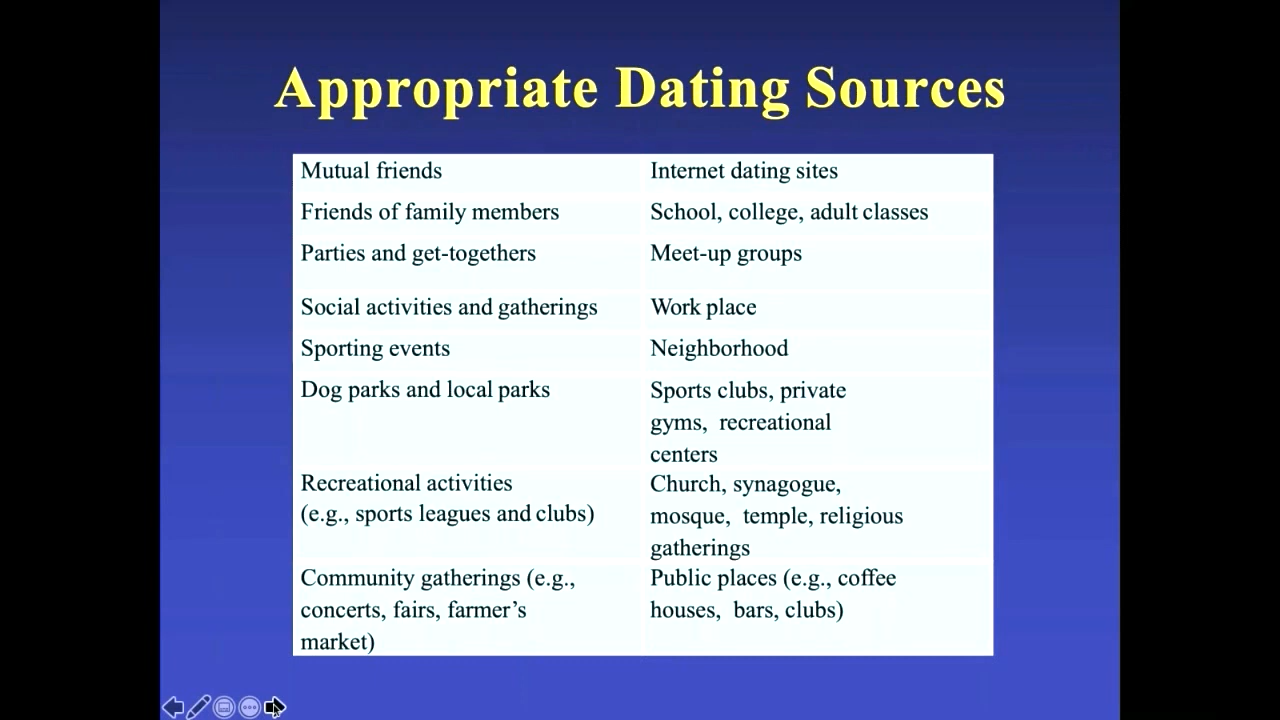 Appropriate Dating Sources
Mutual friends
Internet dating sites
Friends of family members
School, college, adult classes
Parties and get-togethers
Meet-up groups
Social activities and gatherings
Work place
Sporting events
Neighborhood
Dog parks and local parks
Sports clubs, private
gyms, recreational
centers
Recreational activities
(e.g., sports leagues and clubs)
Church, synagogue,
mosque, temple, religious
gatherings
Community gatherings (e.g.,
concerts, fairs, farmer’s
market)
Public places (e.g., coffee
houses, bars, clubs)